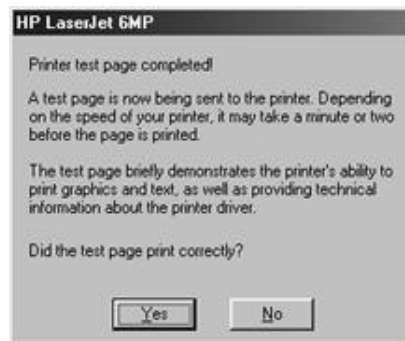 HP LaserJet 6MP
Printer test page completed!
A test page is now being sent to the printer. Depending
on the speed of your printer, it may take a minute or two
before the page is printed.
The test page briefly demonstrates the printer's ability to
print graphics and text, as well as providing technical
information about the printer driver.
Did the test page print correctly?
Yes No